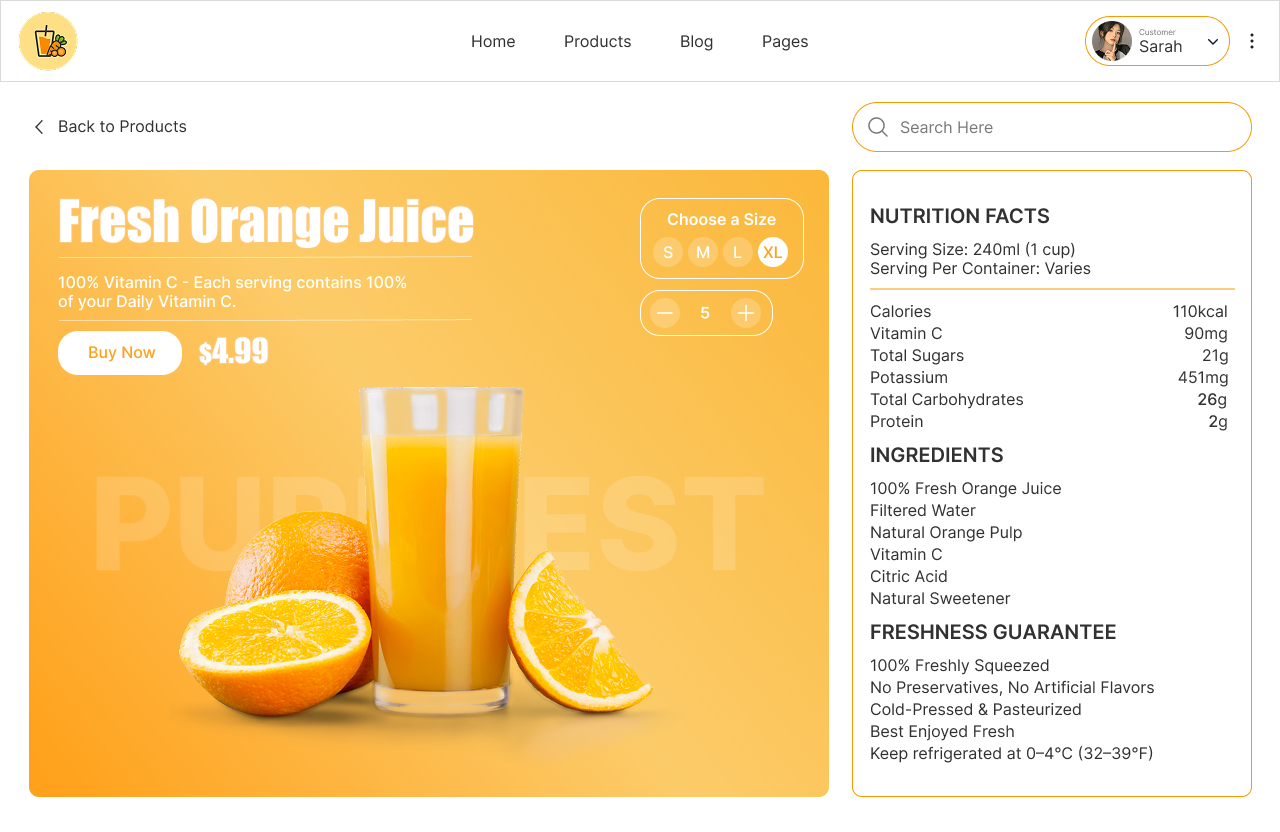 Home Products Blog Pages
Customer
Sarah
Back to Products
Search Here
Fresh Orange Juice
100% Vitamin C - Each serving contains 100%
of your Daily Vitamin C.
Buy Now $4.99
Choose a Size
S M L XL
5
NUTRITION FACTS
Serving Size: 240ml (1 cup)
Serving Per Container: Varies
Calories 110kcal
Vitamin C 90mg
Total Sugars 21g
Potassium 451mg
Total Carbohydrates 26g
Protein 2g
INGREDIENTS
100% Fresh Orange Juice
Filtered Water
Natural Orange Pulp
Vitamin C
Citric Acid
Natural Sweetener
FRESHNESS GUARANTEE
100% Freshly Squeezed
No Preservatives, No Artificial Flavors
Cold-Pressed & Pasteurized
Best Enjoyed Fresh
Keep refrigerated at 0–4°C (32–39°F)